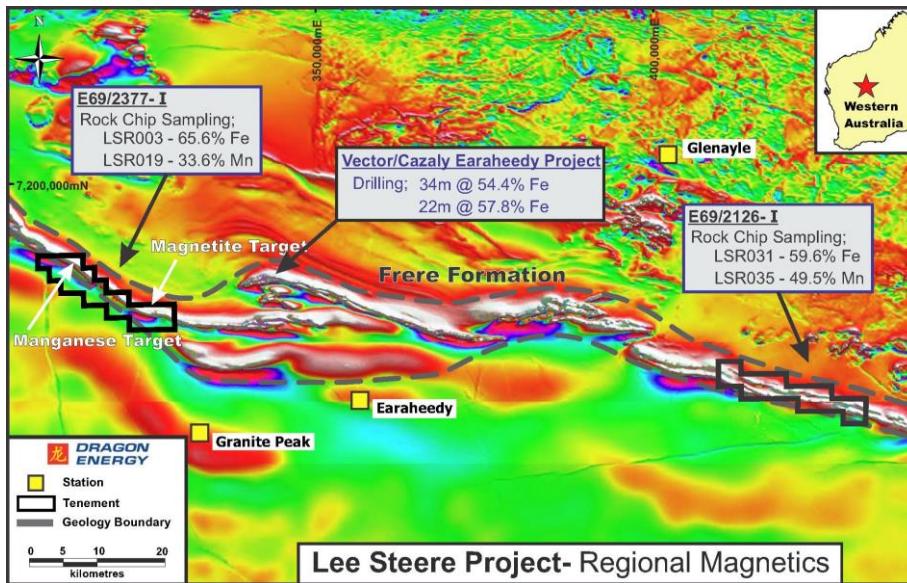 N
350,000mE
400,000mE
E69/2377- I
Rock Chip Sampling;
LSR003 - 65.6% Fe
LSR019 - 33.6% Mn
Western
Australia
Glenayle
Vector/Cazaly Earaheedy Project
Drilling; 34m @ 54.4% Fe
22m @ 57.8% Fe
7,200,000mN
E69/2126- I
Rock Chip Sampling;
LSR031 - 59.6% Fe
LSR035 - 49.5% Mn
Magnetite Target
Frere Formation
Manganese Target
Earaheedy
Granite Peak
龙 DRAGON
ENERGY
Station
Tenement
Geology Boundary
0 5 10 20
kilometres
Lee Steere Project- Regional Magnetics